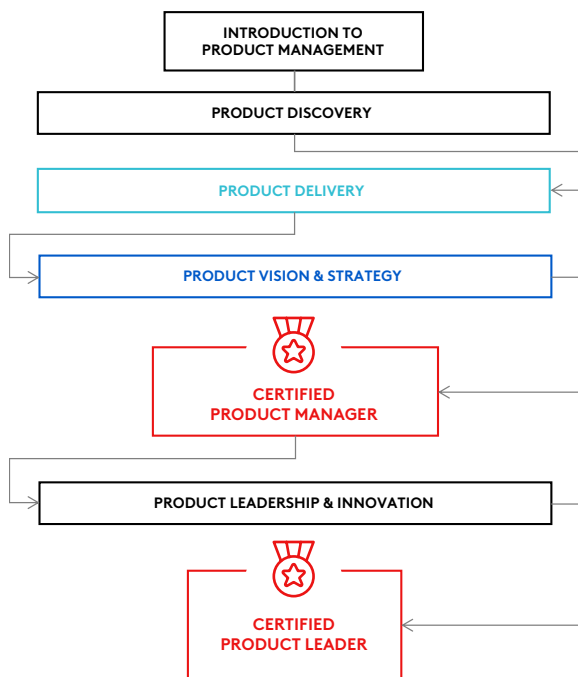 INTRODUCTION TO
PRODUCT MANAGEMENT
PRODUCT DISCOVERY
PRODUCT DELIVERY
PRODUCT VISION & STRATEGY
CERTIFIED
PRODUCT MANAGER
PRODUCT LEADERSHIP & INNOVATION
CERTIFIED
PRODUCT LEADER